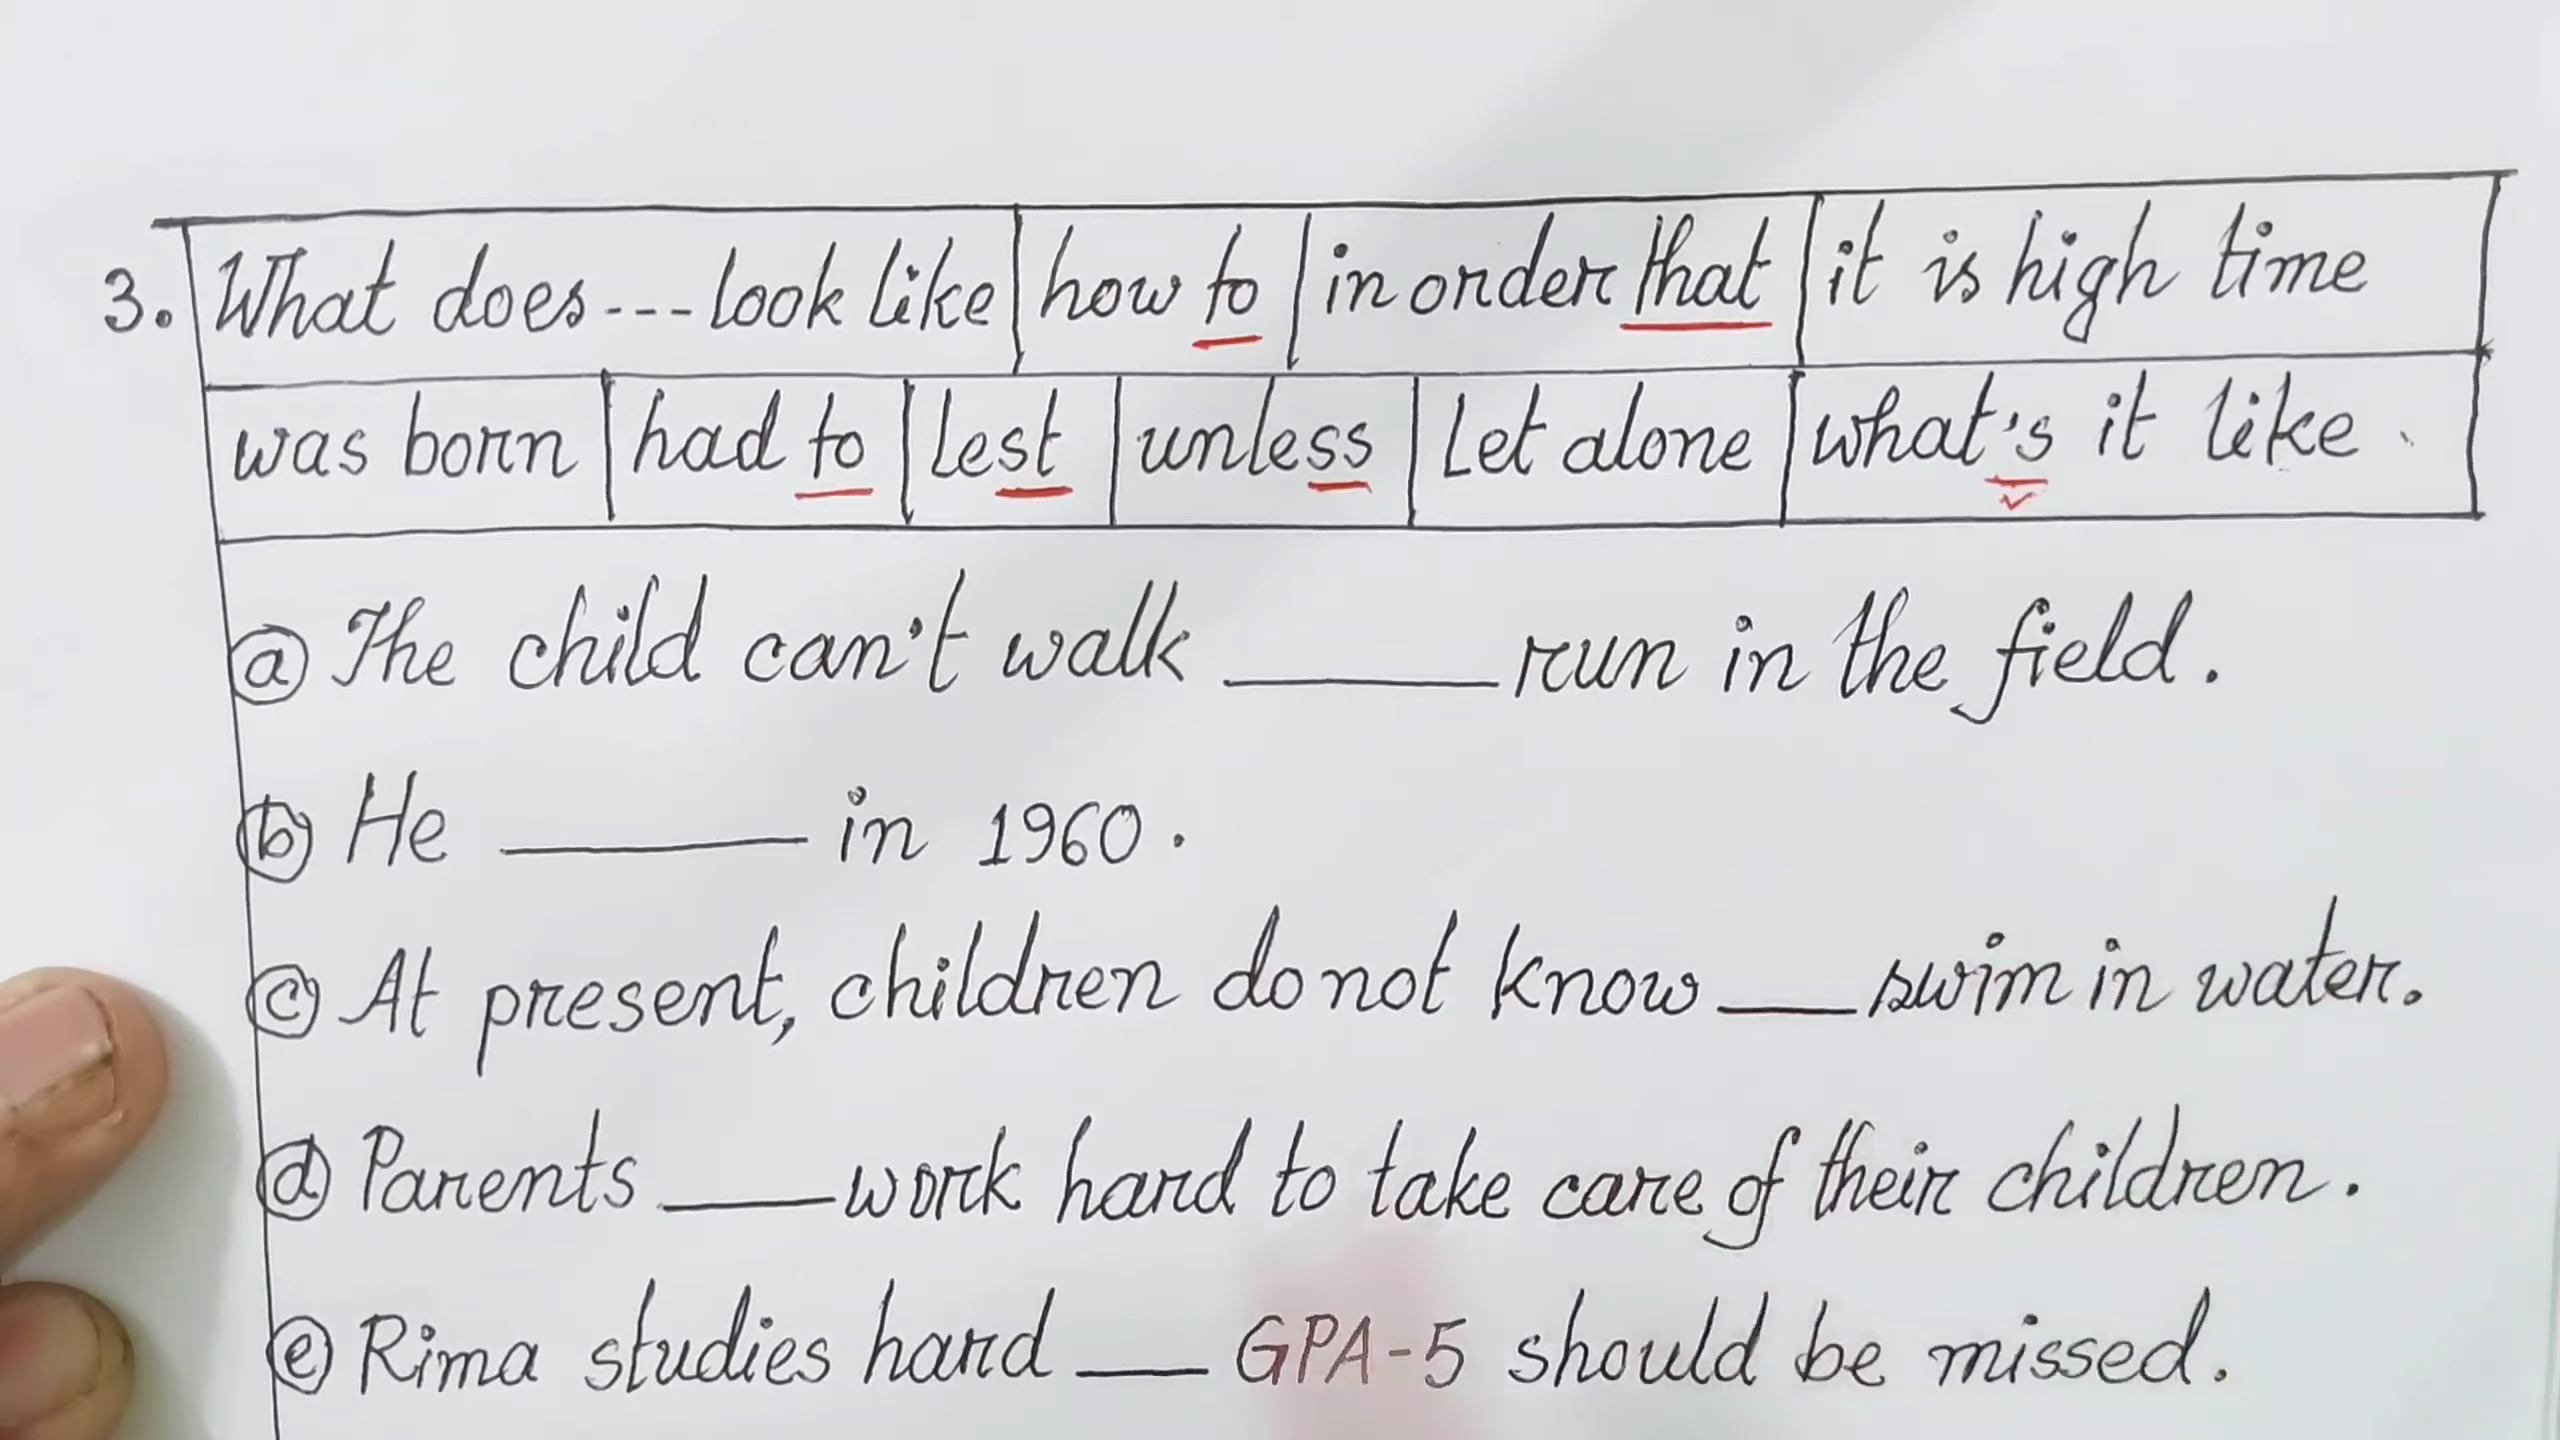 3. What does---look like how to in order that it is high time
was born had to lest unless Let alone what's it like
ⓐ The child can't walk ______ run in the field.
ⓑ He ______ in 1960.
ⓒ At present, children do not know ___ swim in water.
ⓓ Parents ____ work hard to take care of their children.
ⓔ Rima studies hard ___ GPA-5 should be missed.